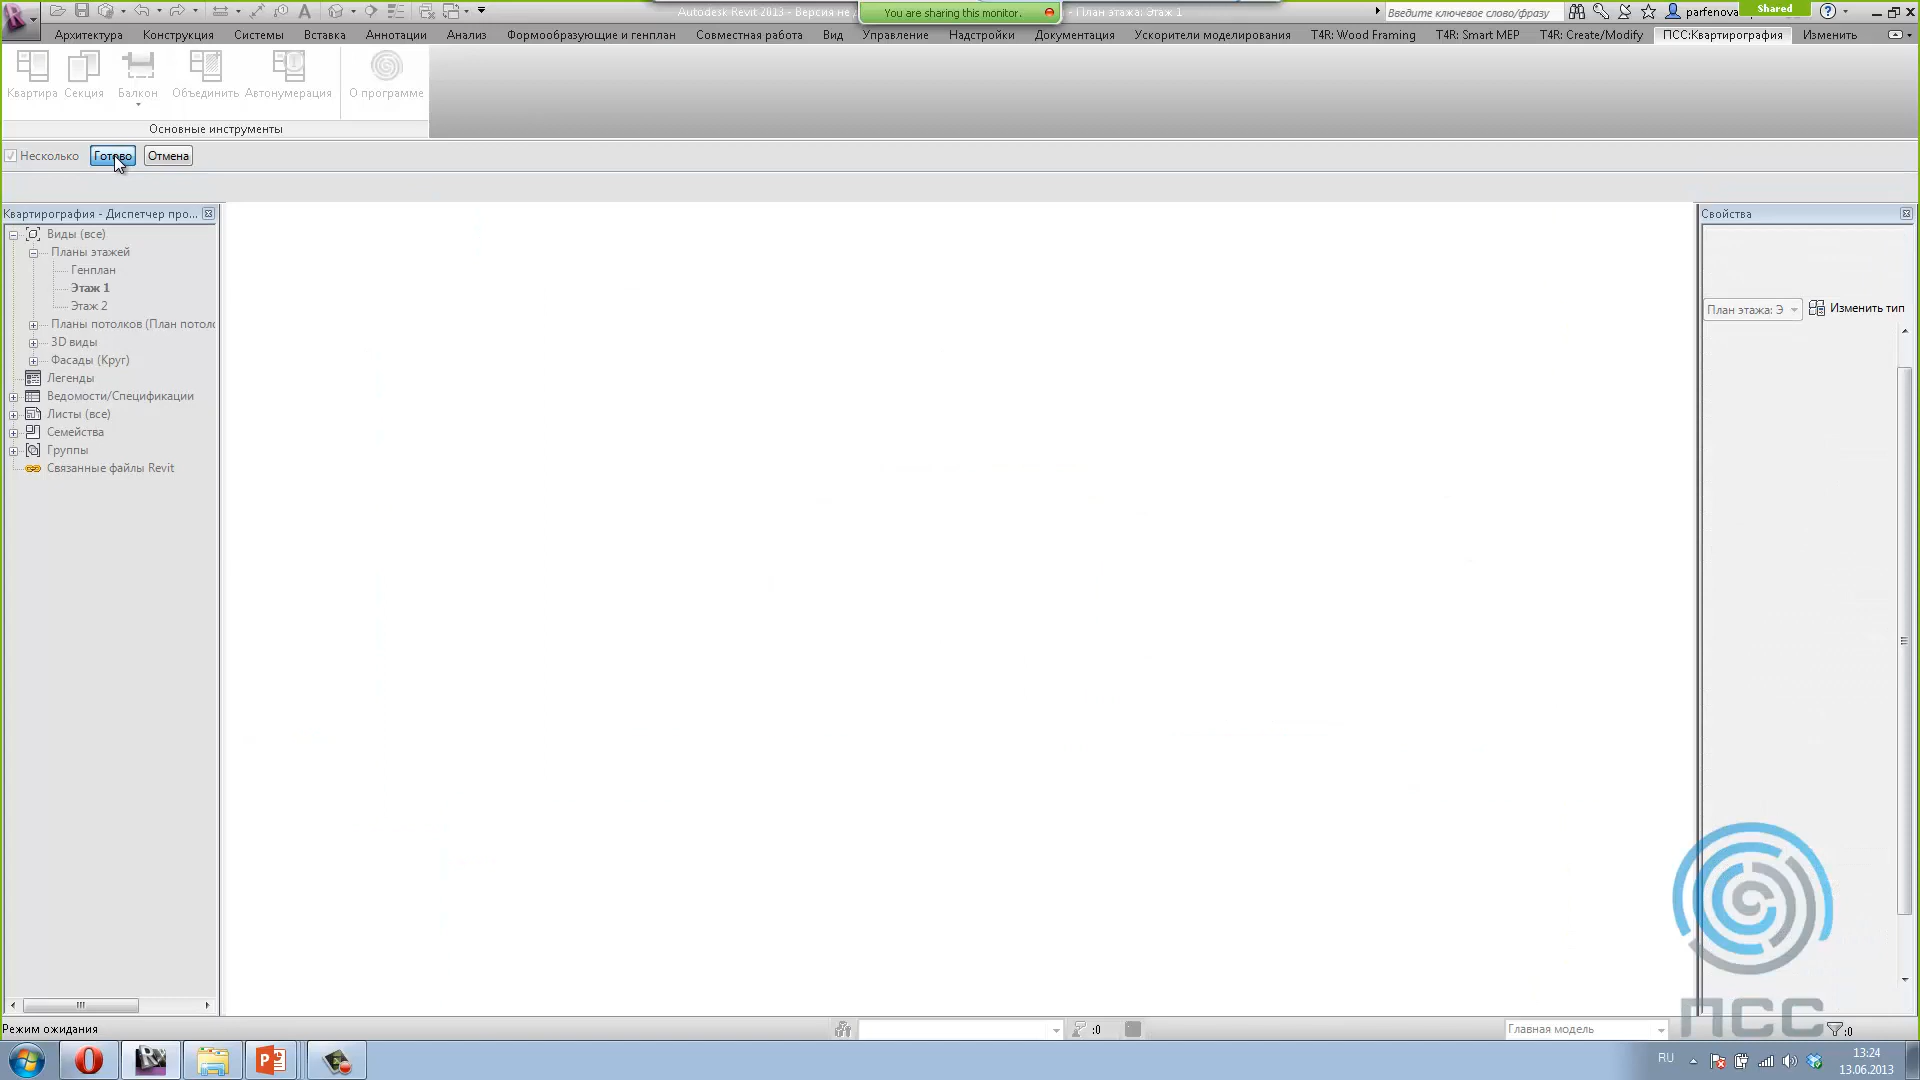 Autodesk Revit 2013 - Версия не
You are sharing this monitor.
- План этажа: Этаж 1
Введите ключевое слово/фразу
parfenova
Shared
Архитектура
Конструкция
Системы
Вставка
Аннотации
Анализ
Формообразующие и генплан
Совместная работа
Вид
Управление
Надстройки
Документация
Ускорители моделирования
T4R: Wood Framing
T4R: Smart MEP
T4R: Create/Modify
ПСС:Квартирография
Изменить
Квартира
Секция
Балкон
Объединить
Автонумерация
О программе
Основные инструменты
Несколько
Готово
Отмена
Квартирография - Диспетчер про...
Виды (все)
Планы этажей
Генплан
Этаж 1
Этаж 2
Планы потолков (План потоло
3D виды
Фасады (Круг)
Легенды
Ведомости/Спецификации
Листы (все)
Семейства
Группы
Связанные файлы Revit
Свойства
План этажа: Э
Изменить тип
ПСС
Режим ожидания
:0
Главная модель
:0
RU
13:24
13.06.2013